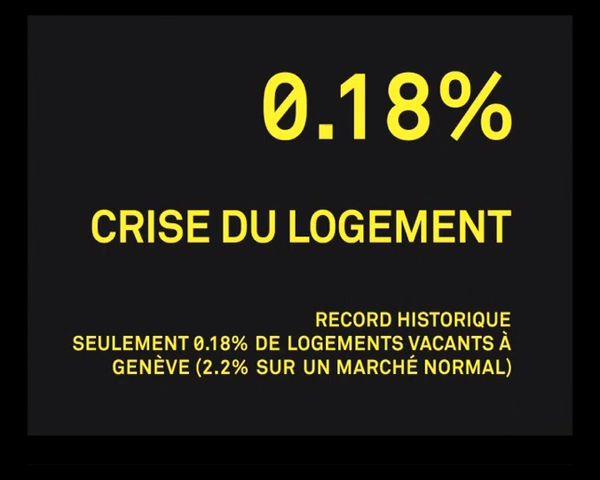 0.18%
CRISE DU LOGEMENT
RECORD HISTORIQUE
SEULEMENT 0.18% DE LOGEMENTS VACANTS À
GENÈVE (2.2% SUR UN MARCHÉ NORMAL)